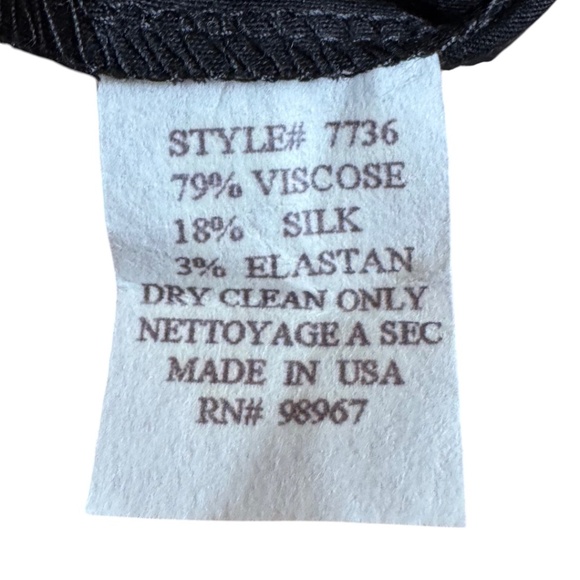 STYLE# 7736
79% VISCOSE
18% SILK
3% ELASTAN
DRY CLEAN ONLY
NETTOYAGE A SEC
MADE IN USA
RN# 98967